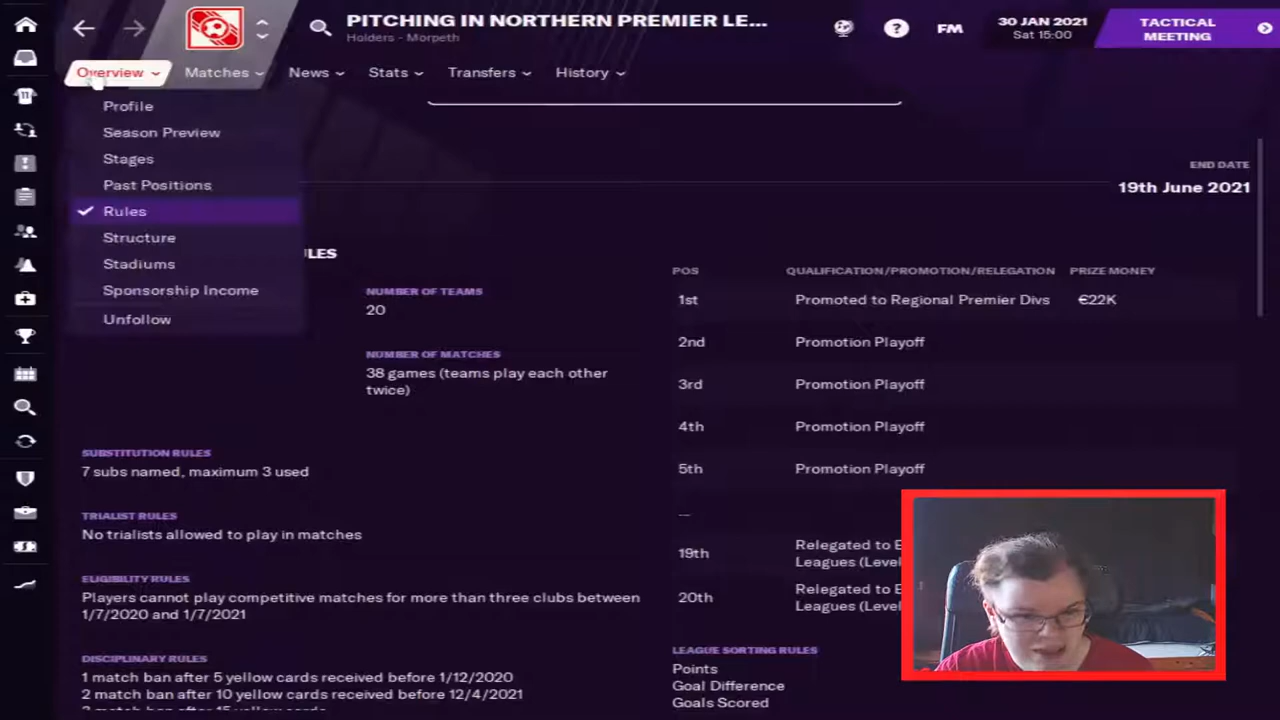 PITCHING IN NORTHERN PREMIER LE...
Holders - Morpeth
FM
30 JAN 2021
Sat 15:00
TACTICAL
MEETING
Overview
Matches
News
Stats
Transfers
History
Profile
Season Preview
Stages
Past Positions
Rules
Structure
Stadiums
Sponsorship Income
Unfollow
END DATE
19th June 2021
LES
NUMBER OF TEAMS
20
NUMBER OF MATCHES
38 games (teams play each other
twice)
SUBSTITUTION RULES
7 subs named, maximum 3 used
TRIALIST RULES
No trialists allowed to play in matches
ELIGIBILITY RULES
Players cannot play competitive matches for more than three clubs between
1/7/2020 and 1/7/2021
DISCIPLINARY RULES
1 match ban after 5 yellow cards received before 1/12/2020
2 match ban after 10 yellow cards received before 12/4/2021
3 match ban after 15 yellow cards
POS QUALIFICATION/PROMOTION/RELEGATION PRIZE MONEY
1st Promoted to Regional Premier Divs €22K
2nd Promotion Playoff
3rd Promotion Playoff
4th Promotion Playoff
5th Promotion Playoff
---
19th Relegated to E
Leagues (Level
20th Relegated to E
Leagues (Level
LEAGUE SORTING RULES
Points
Goal Difference
Goals Scored